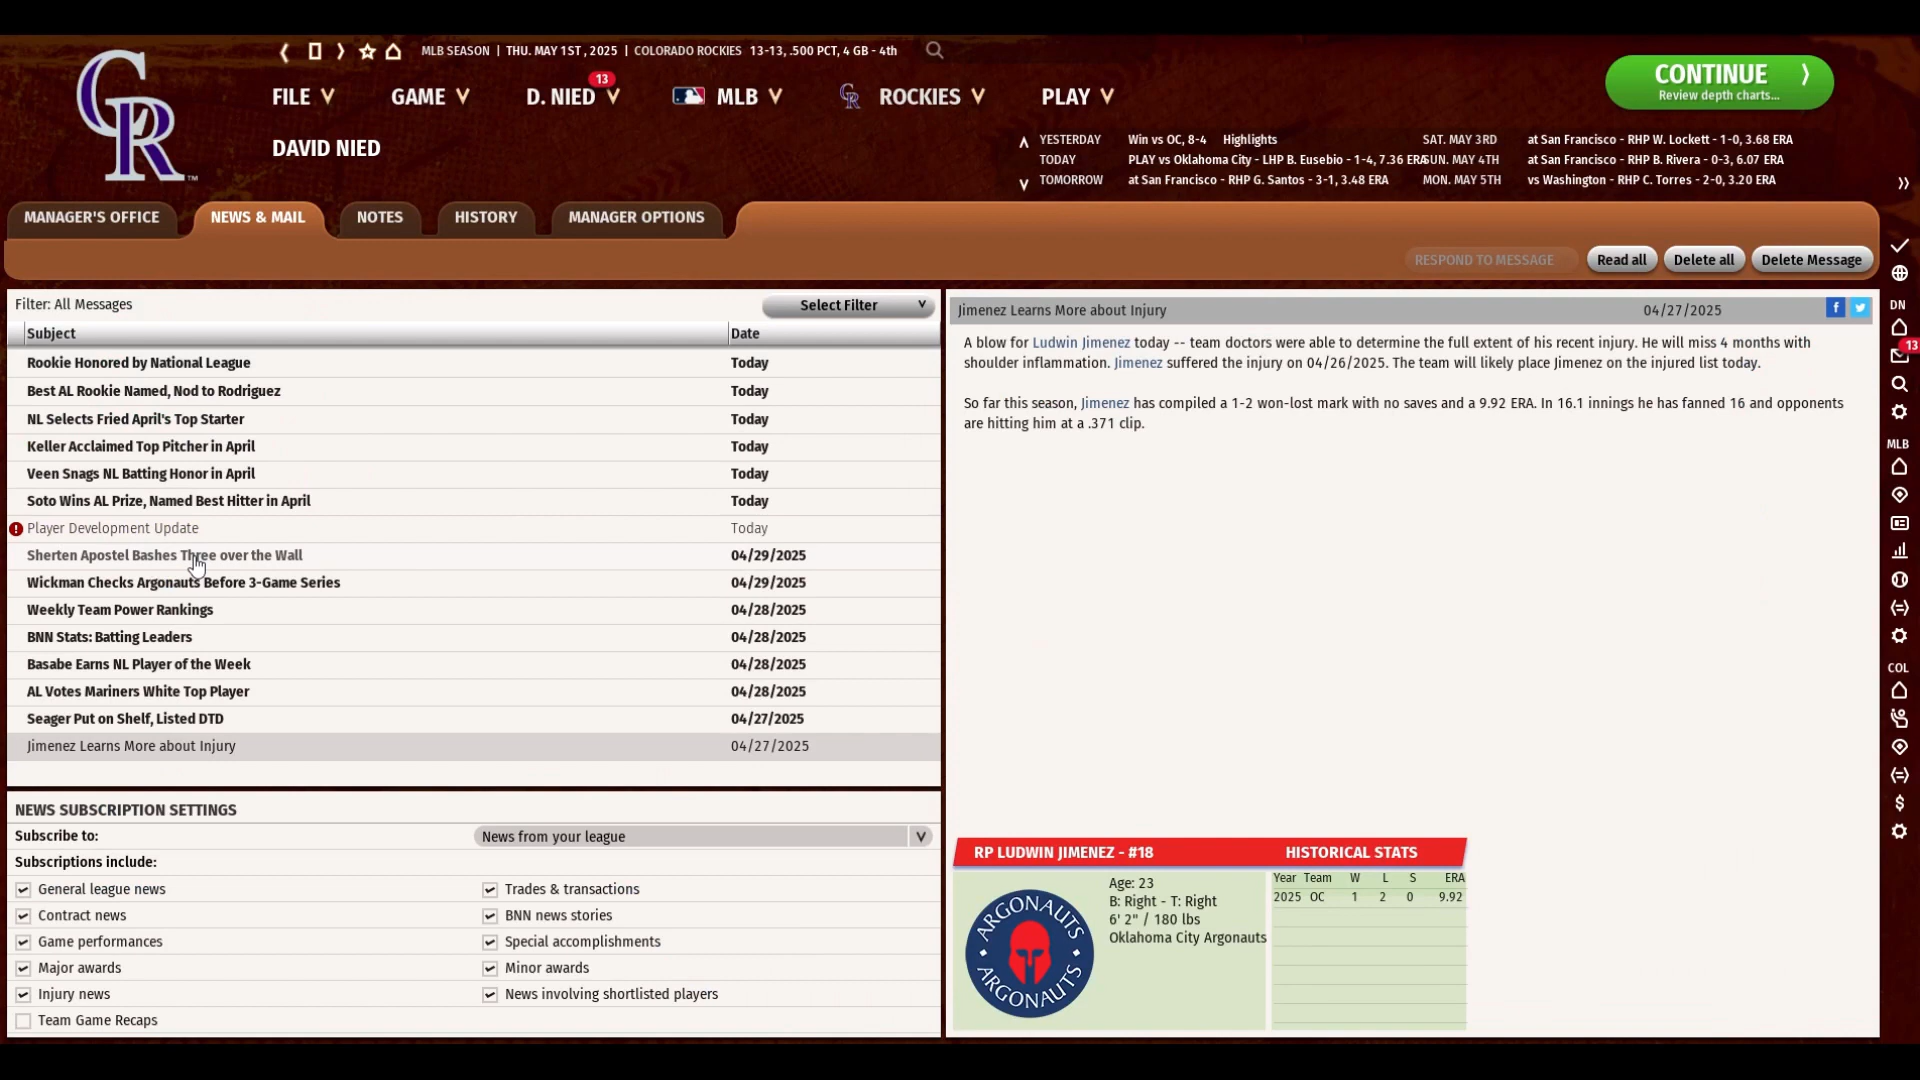 MLB SEASON | THU. MAY 1ST , 2025 | COLORADO ROCKIES 13-13, .500 PCT, 4 GB - 4th
CR
™
FILE
GAME
D. NIED
13
MLB
ROCKIES
PLAY
CONTINUE
Review depth charts...
DAVID NIED
YESTERDAY Win vs OC, 8-4 Highlights SAT. MAY 3RD at San Francisco - RHP W. Lockett - 1-0, 3.68 ERA
TODAY PLAY vs Oklahoma City - LHP B. Eusebio - 1-4, 7.36 ERA SUN. MAY 4TH at San Francisco - RHP B. Rivera - 0-3, 6.07 ERA
TOMORROW at San Francisco - RHP G. Santos - 3-1, 3.48 ERA MON. MAY 5TH vs Washington - RHP C. Torres - 2-0, 3.20 ERA
MANAGER'S OFFICE NEWS & MAIL NOTES HISTORY MANAGER OPTIONS
RESPOND TO MESSAGE Read all Delete all Delete Message
Filter: All Messages Select Filter
Subject Date
Rookie Honored by National League Today
Best AL Rookie Named, Nod to Rodriguez Today
NL Selects Fried April's Top Starter Today
Keller Acclaimed Top Pitcher in April Today
Veen Snags NL Batting Honor in April Today
Soto Wins AL Prize, Named Best Hitter in April Today
Player Development Update Today
Sherten Apostel Bashes Three over the Wall 04/29/2025
Wickman Checks Argonauts Before 3-Game Series 04/29/2025
Weekly Team Power Rankings 04/28/2025
BNN Stats: Batting Leaders 04/28/2025
Basabe Earns NL Player of the Week 04/28/2025
AL Votes Mariners White Top Player 04/28/2025
Seager Put on Shelf, Listed DTD 04/27/2025
Jimenez Learns More about Injury 04/27/2025
NEWS SUBSCRIPTION SETTINGS
Subscribe to: News from your league
Subscriptions include:
General league news Trades & transactions
Contract news BNN news stories
Game performances Special accomplishments
Major awards Minor awards
Injury news News involving shortlisted players
Team Game Recaps
Jimenez Learns More about Injury 04/27/2025
A blow for Ludwin Jimenez today -- team doctors were able to determine the full extent of his recent injury. He will miss 4 months with
shoulder inflammation. Jimenez suffered the injury on 04/26/2025. The team will likely place Jimenez on the injured list today.
So far this season, Jimenez has compiled a 1-2 won-lost mark with no saves and a 9.92 ERA. In 16.1 innings he has fanned 16 and opponents
are hitting him at a .371 clip.
RP LUDWIN JIMENEZ - #18 HISTORICAL STATS
Age: 23
B: Right - T: Right
6' 2" / 180 lbs
Oklahoma City Argonauts
ARGONAUTS
ARGONAUTS
Year Team W L S ERA
2025 OC 1 2 0 9.92
DN
13
MLB
COL